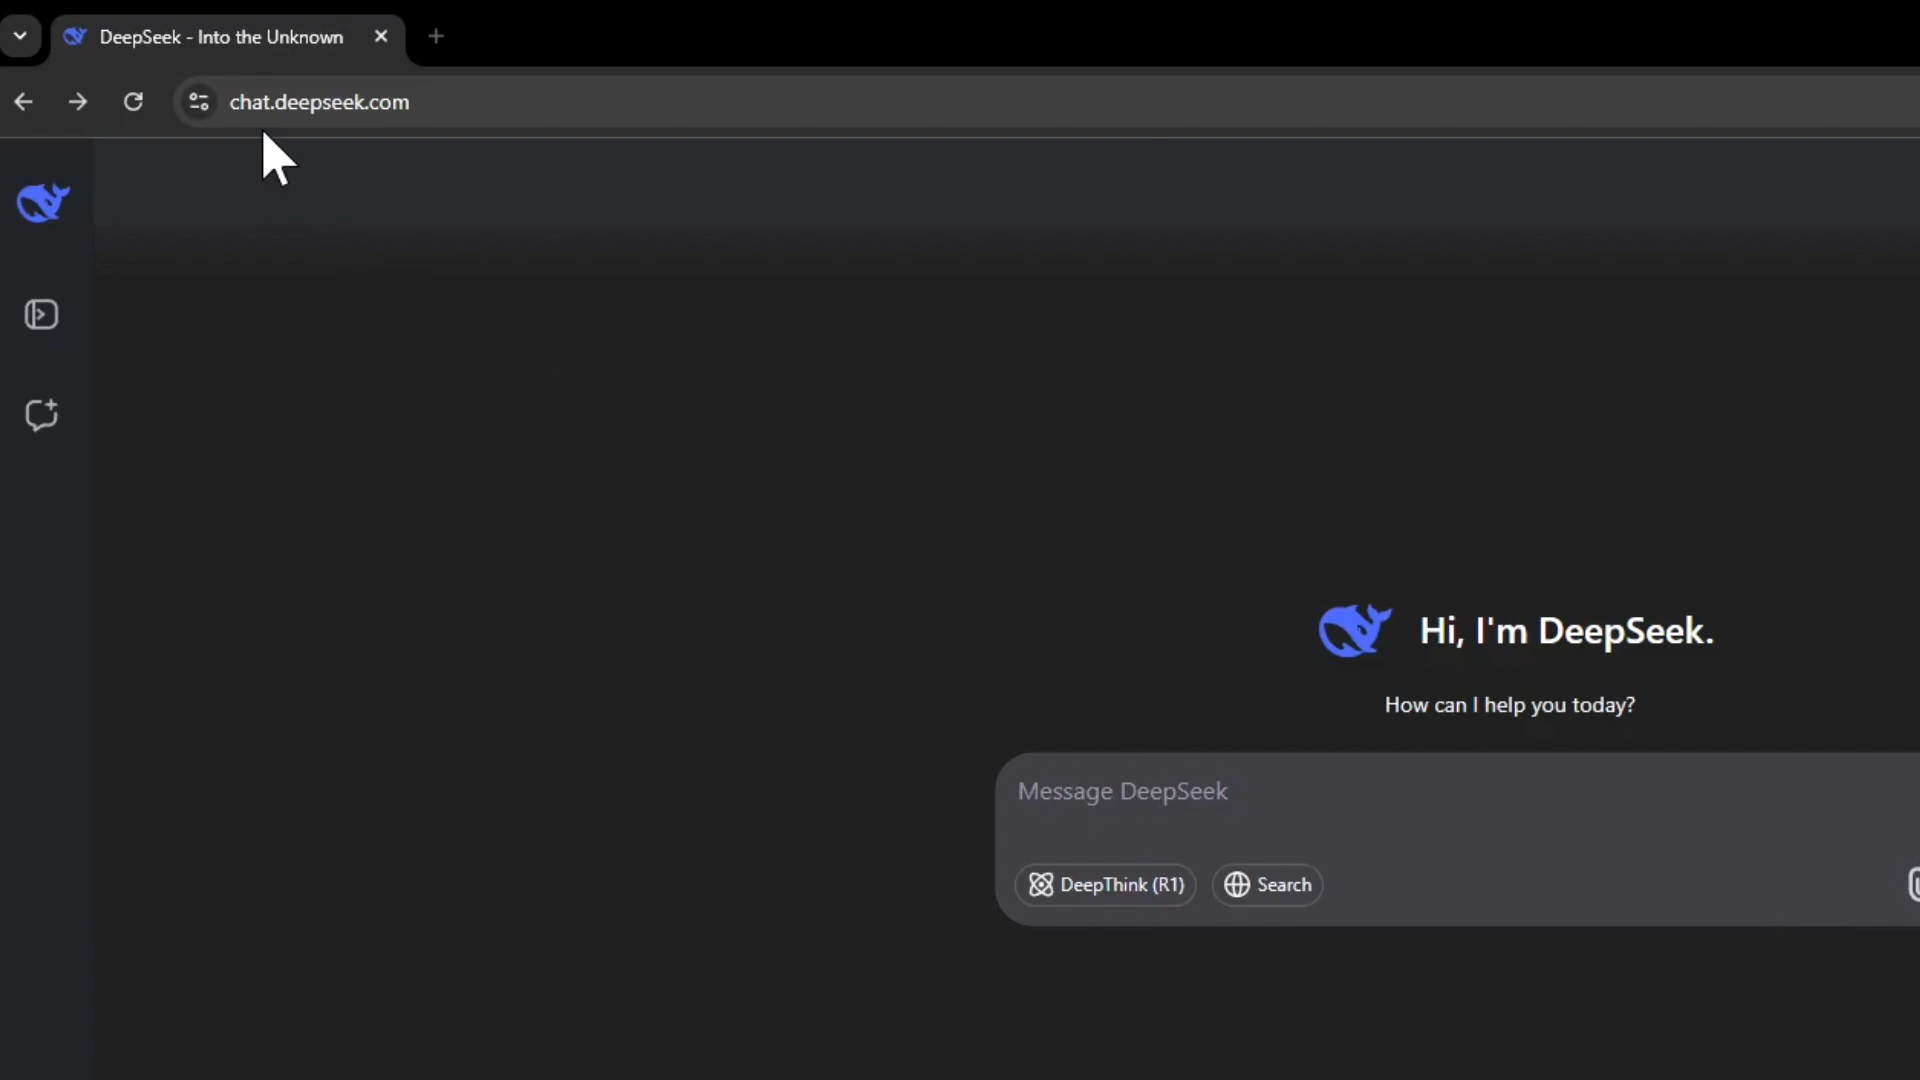 DeepSeek - Into the Unknown
chat.deepseek.com
Hi, I'm DeepSeek.
How can I help you today?
Message DeepSeek
DeepThink (R1)
Search